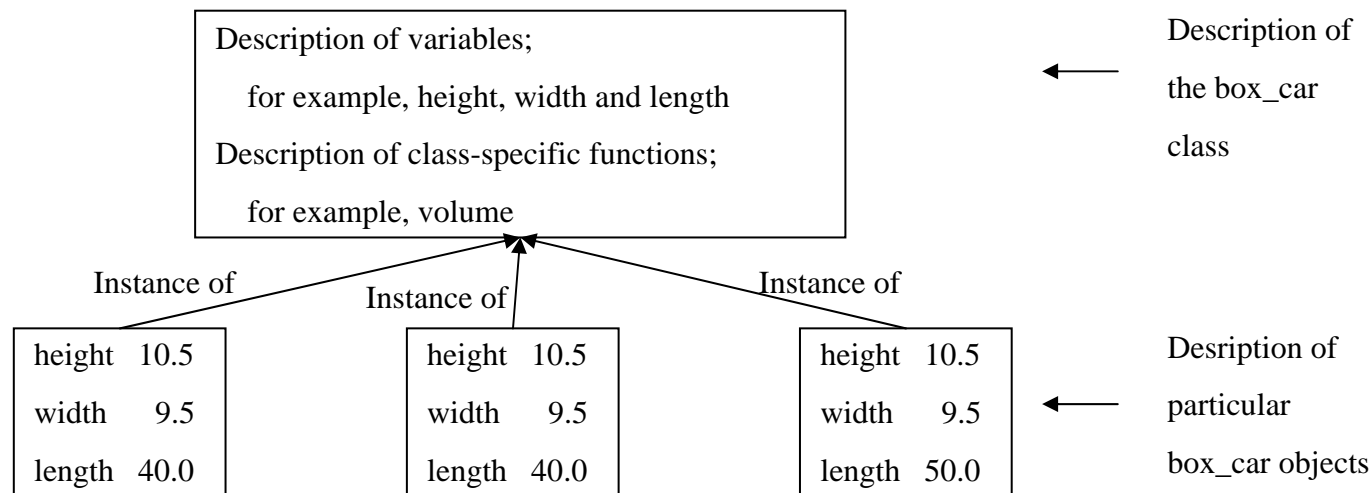 Description of variables;
for example, height, width and length
Description of class-specific functions;
for example, volume
Description of
the box_car
class
Instance of
Instance of
Instance of
height 10.5
width 9.5
length 40.0
height 10.5
width 9.5
length 40.0
height 10.5
width 9.5
length 50.0
Desription of
particular
box_car objects